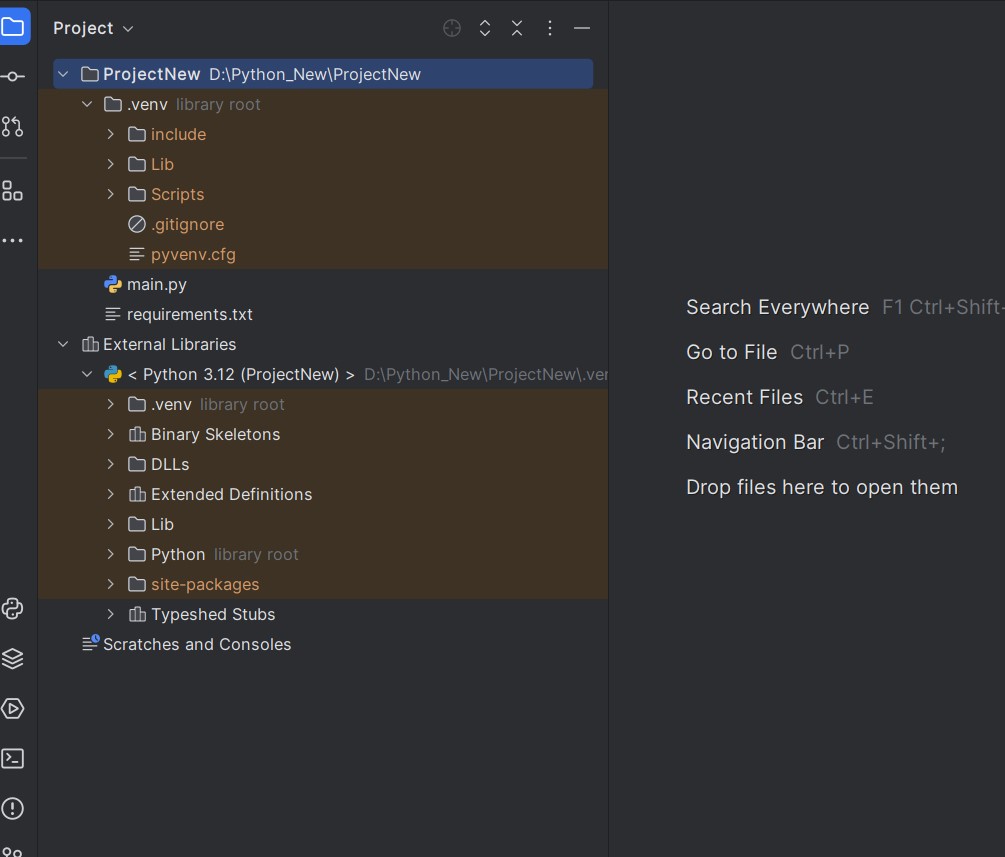 Project
ProjectNew D:\Python_New\ProjectNew
.venv library root
include
Lib
Scripts
.gitignore
pyvenv.cfg
main.py
requirements.txt
External Libraries
< Python 3.12 (ProjectNew) > D:\Python_New\ProjectNew\.ver
.venv library root
Binary Skeletons
DLLs
Extended Definitions
Lib
Python library root
site-packages
Typeshed Stubs
Scratches and Consoles
Search Everywhere F1 Ctrl+Shift-
Go to File Ctrl+P
Recent Files Ctrl+E
Navigation Bar Ctrl+Shift+;
Drop files here to open them